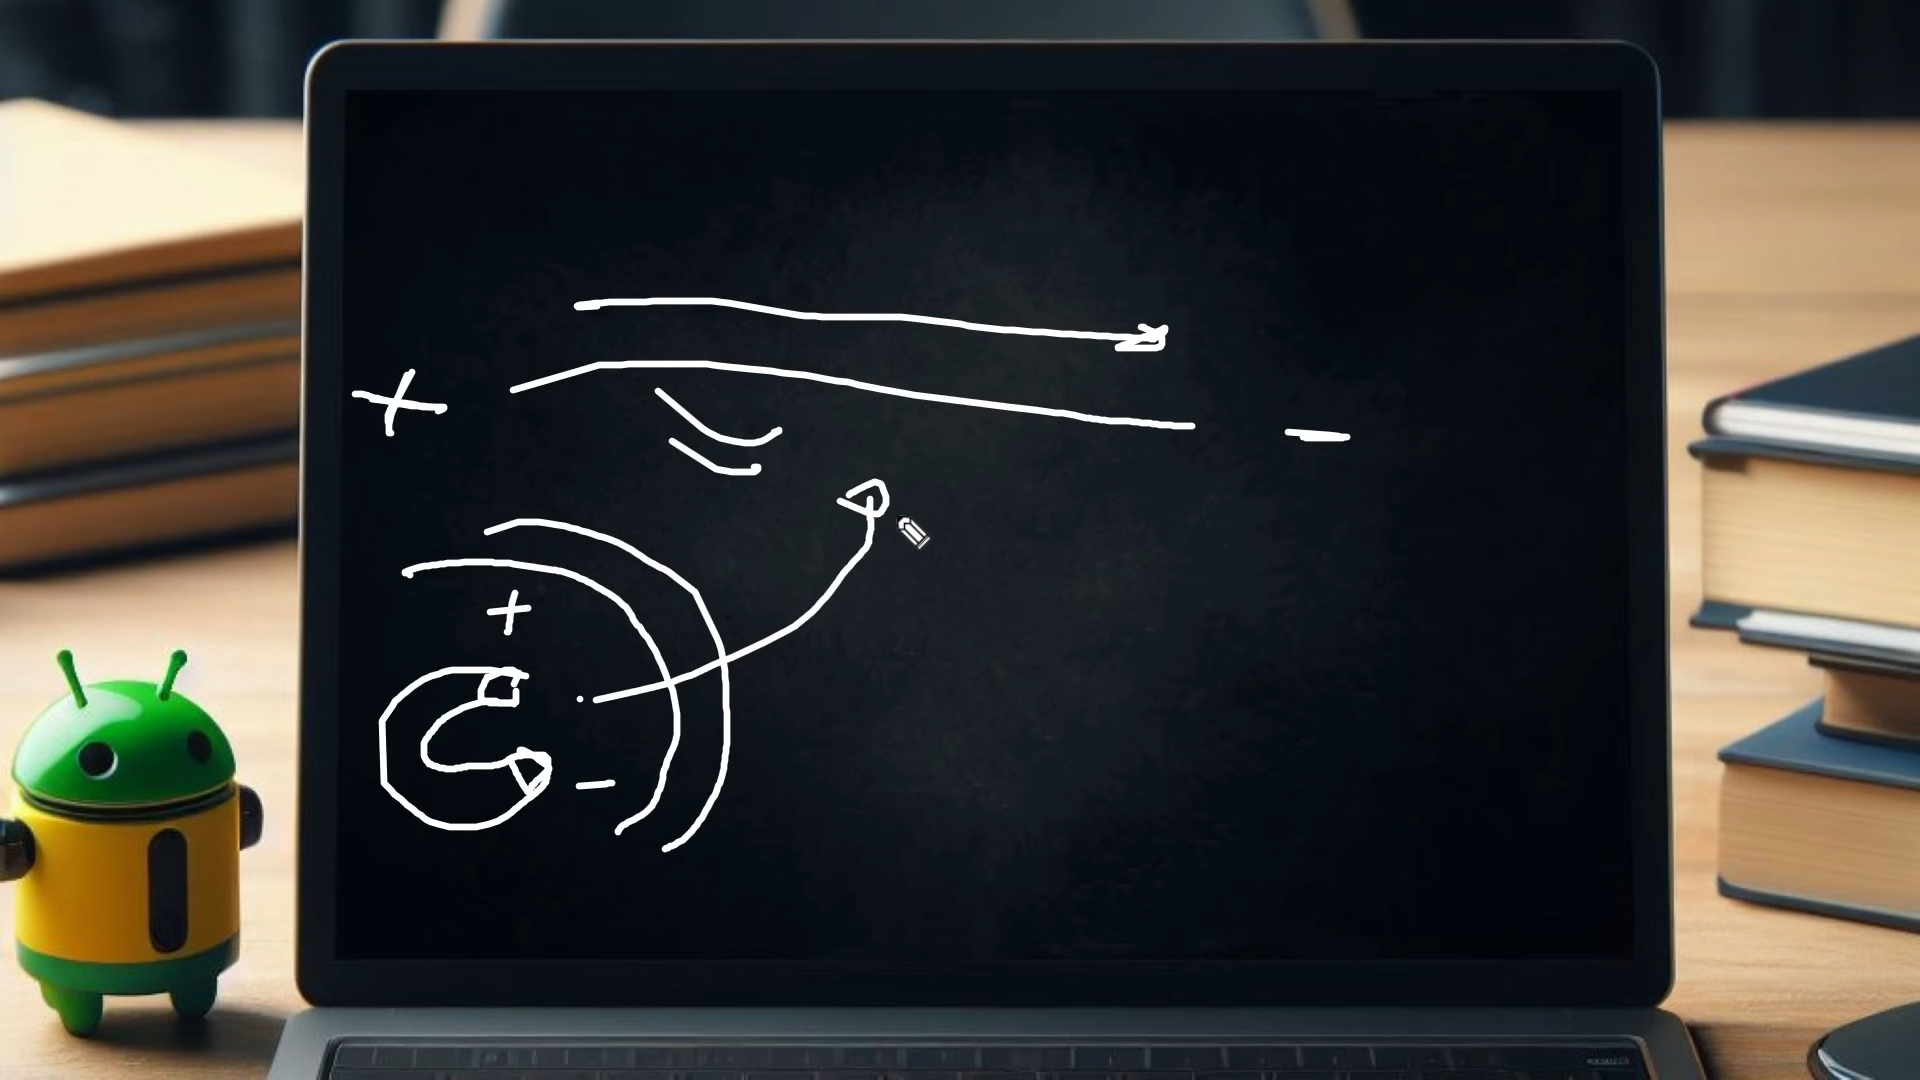 + -
+
-